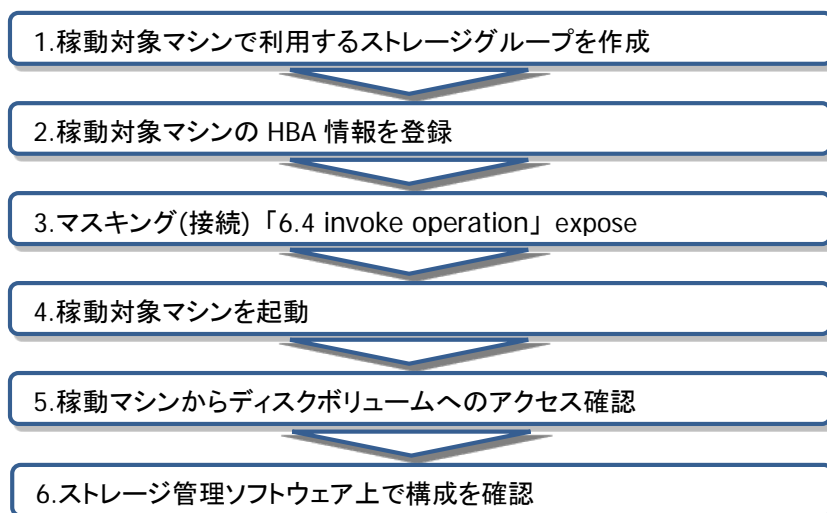 1.稼動対象マシンで利用するストレージグループを作成
2.稼動対象マシンの HBA 情報を登録
3.マスキング(接続) 「6.4 invoke operation」 expose
4.稼動対象マシンを起動
5.稼動マシンからディスクボリュームへのアクセス確認
6.ストレージ管理ソフトウェア上で構成を確認